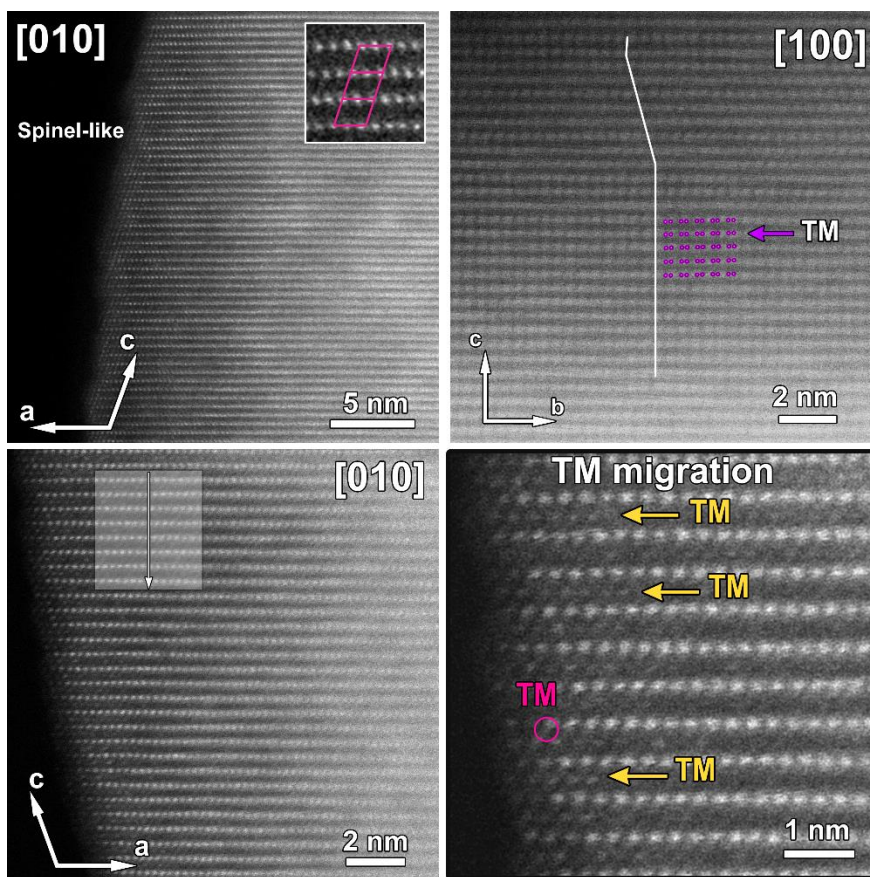 [010]
Spinel-like
c
a
5 nm
[100]
TM
c
b
2 nm
[010]
c
a
2 nm
TM migration
TM
TM
TM
TM
1 nm